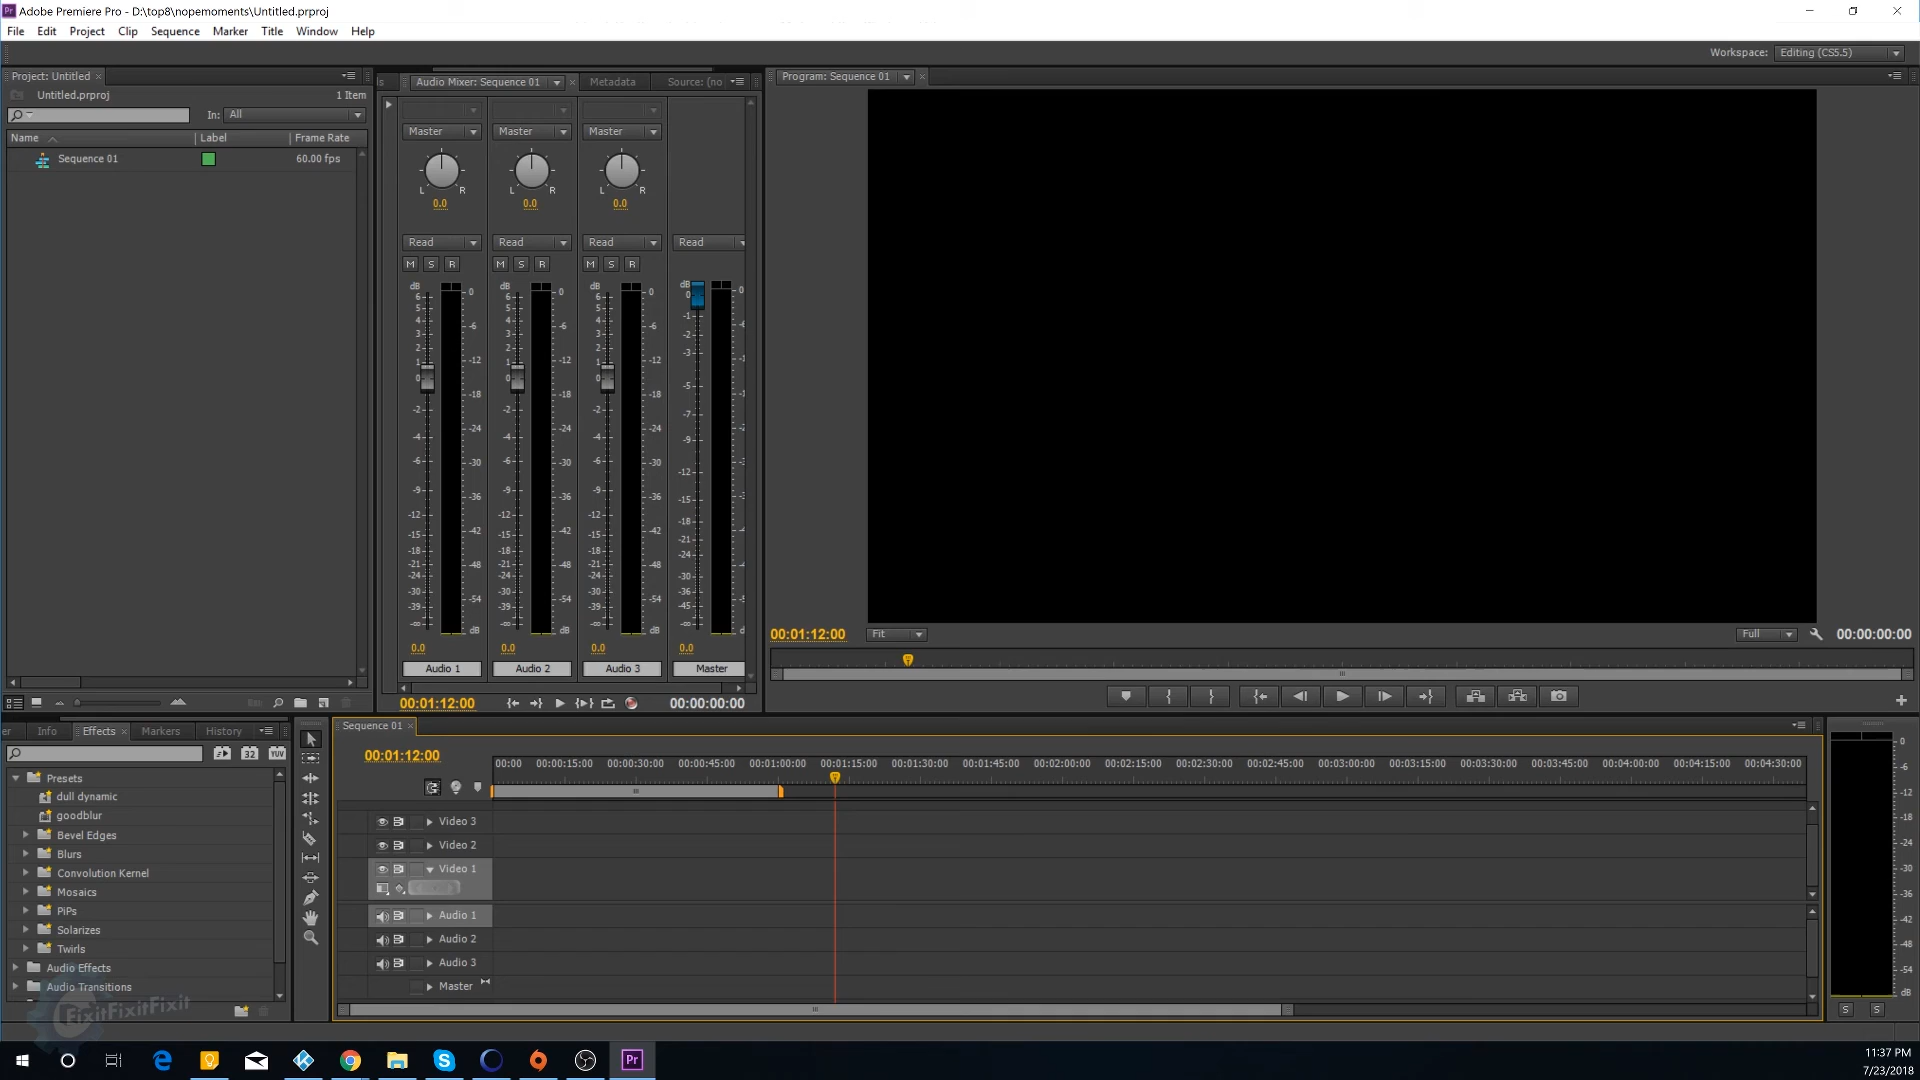 Adobe Premiere Pro - D:\top8\nopemoments\Untitled.prproj
File Edit Project Clip Sequence Marker Title Window Help
Workspace: Editing (CS5.5)
Project: Untitled
Untitled.prproj
1 Item
In: All
Name Label Frame Rate
Sequence 01 60.00 fps
Audio Mixer: Sequence 01 Metadata Source: (no
Master Master Master
L R L R L R
0.0 0.0 0.0
Read Read Read Read
M S R M S R M S R
dB 6 5 4 3 2 1 0 -2 -4 -6 -9 -12 -15 -18 -21 -24 -30 -39 -∞
0 -6 -12 -18 -24 -30 -36 -42 -48 -54 dB
dB 6 5 4 3 2 1 0 -2 -4 -6 -9 -12 -15 -18 -21 -24 -30 -39 -∞
0 -6 -12 -18 -24 -30 -36 -42 -48 -54 dB
dB 6 5 4 3 2 1 0 -2 -4 -6 -9 -12 -15 -18 -21 -24 -30 -39 -∞
0 -6 -12 -18 -24 -30 -36 -42 -48 -54 dB
dB 0 -1 -2 -3 -5 -7 -9 -12 -15 -18 -21 -24 -30 -36 -45 -∞
0.0 0.0 0.0 0.0
Audio 1 Audio 2 Audio 3 Master
00:01:12:00 00:00:00:00
Program: Sequence 01
00:01:12:00 Fit Full 00:00:00:00
Info Effects Markers History
32 YUV
Presets
dull dynamic
goodblur
Bevel Edges
Blurs
Convolution Kernel
Mosaics
PiPs
Solarizes
Twirls
Audio Effects
Audio Transitions
FixitFixitFixit
Sequence 01
00:01:12:00
00:00 00:00:15:00 00:00:30:00 00:00:45:00 00:01:00:00 00:01:15:00 00:01:30:00 00:01:45:00 00:02:00:00 00:02:15:00 00:02:30:00 00:02:45:00 00:03:00:00 00:03:15:00 00:03:30:00 00:03:45:00 00:04:00:00 00:04:15:00 00:04:30:00
Video 3
Video 2
Video 1
Audio 1
Audio 2
Audio 3
Master
0 -6 -12 -18 -24 -30 -36 -42 -48 -54 dB
S S
Pr
11:37 PM
7/23/2018